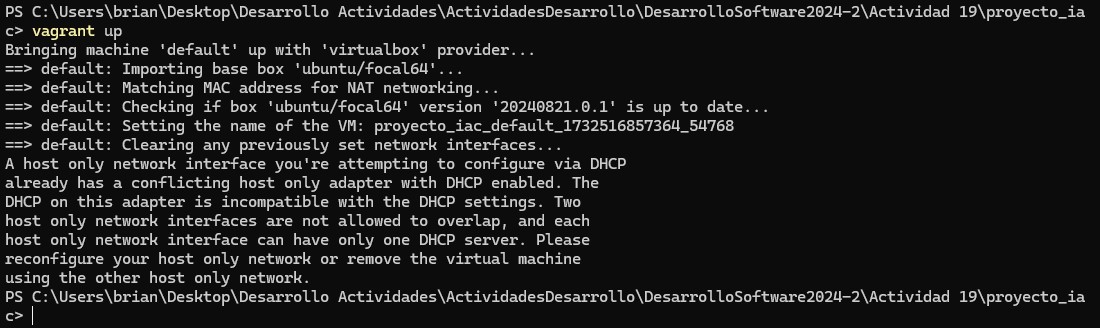 PS C:\Users\brian\Desktop\Desarrollo Actividades\ActividadesDesarrollo\DesarrolloSoftware2024-2\Actividad 19\proyecto_ia
c> vagrant up
Bringing machine 'default' up with 'virtualbox' provider...
==> default: Importing base box 'ubuntu/focal64'...
==> default: Matching MAC address for NAT networking...
==> default: Checking if box 'ubuntu/focal64' version '20240821.0.1' is up to date...
==> default: Setting the name of the VM: proyecto_iac_default_1732516857364_54768
==> default: Clearing any previously set network interfaces...
A host only network interface you're attempting to configure via DHCP
already has a conflicting host only adapter with DHCP enabled. The
DHCP on this adapter is incompatible with the DHCP settings. Two
host only network interfaces are not allowed to overlap, and each
host only network interface can have only one DHCP server. Please
reconfigure your host only network or remove the virtual machine
using the other host only network.
PS C:\Users\brian\Desktop\Desarrollo Actividades\ActividadesDesarrollo\DesarrolloSoftware2024-2\Actividad 19\proyecto_ia
c>